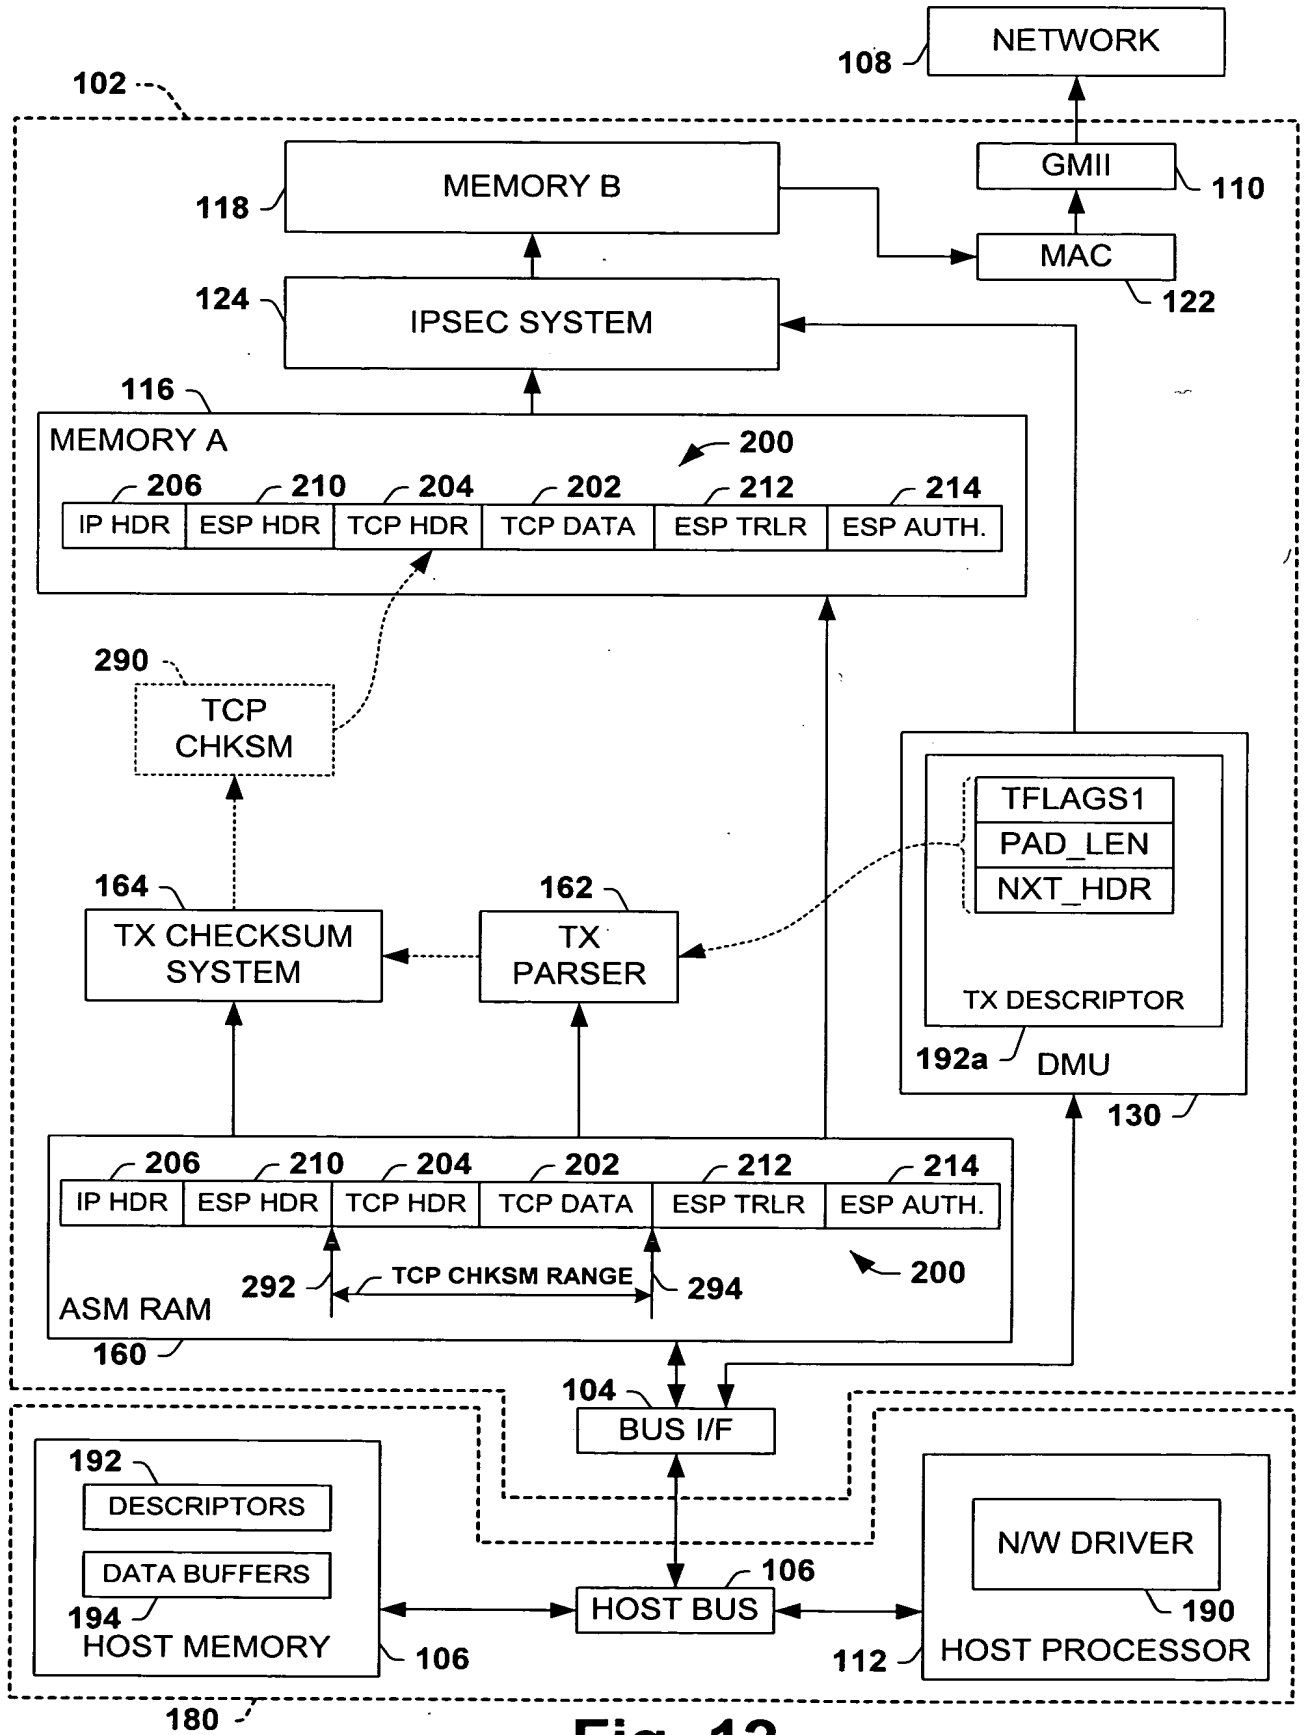 NETWORK
108
102
GMII
110
MEMORY B
118
MAC
122
124
IPSEC SYSTEM
116
MEMORY A
200
206 210 204 202 212 214
IP HDR ESP HDR TCP HDR TCP DATA ESP TRLR ESP AUTH.
290
TCP
CHKSM
TFLAGS1
PAD_LEN
NXT_HDR
164
162
TX CHECKSUM
SYSTEM
TX
PARSER
TX DESCRIPTOR
192a
DMU
130
206 210 204 202 212 214
IP HDR ESP HDR TCP HDR TCP DATA ESP TRLR ESP AUTH.
292
TCP CHKSM RANGE
294
200
ASM RAM
160
104
BUS I/F
192
DESCRIPTORS
DATA BUFFERS
194
HOST MEMORY
106
106
HOST BUS
N/W DRIVER
190
112
HOST PROCESSOR
180